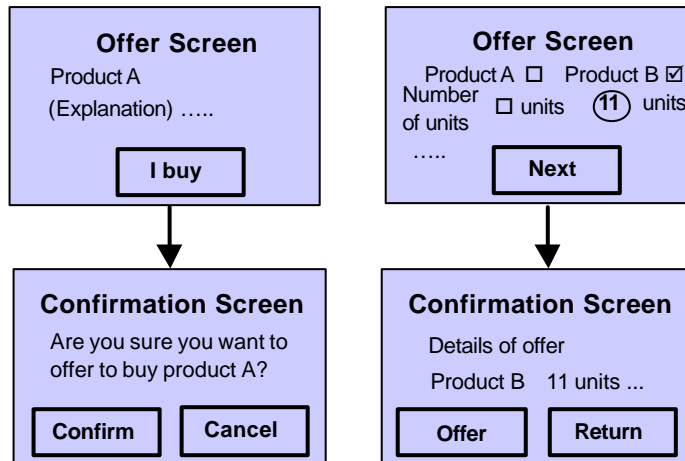 Offer Screen
Product A
(Explanation) …..
I buy
Confirmation Screen
Are you sure you want to
offer to buy product A?
Confirm Cancel
Offer Screen
Product A ☐ Product B ☑
Number
of units ☐ units 11 units
…..
Next
Confirmation Screen
Details of offer
Product B 11 units ...
Offer Return